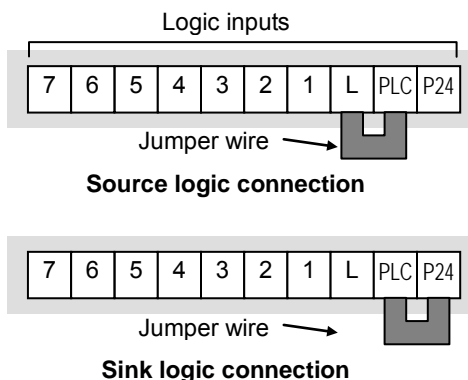 Logic inputs
7 6 5 4 3 2 1 L PLC P24
Jumper wire
Source logic connection
7 6 5 4 3 2 1 L PLC P24
Jumper wire
Sink logic connection